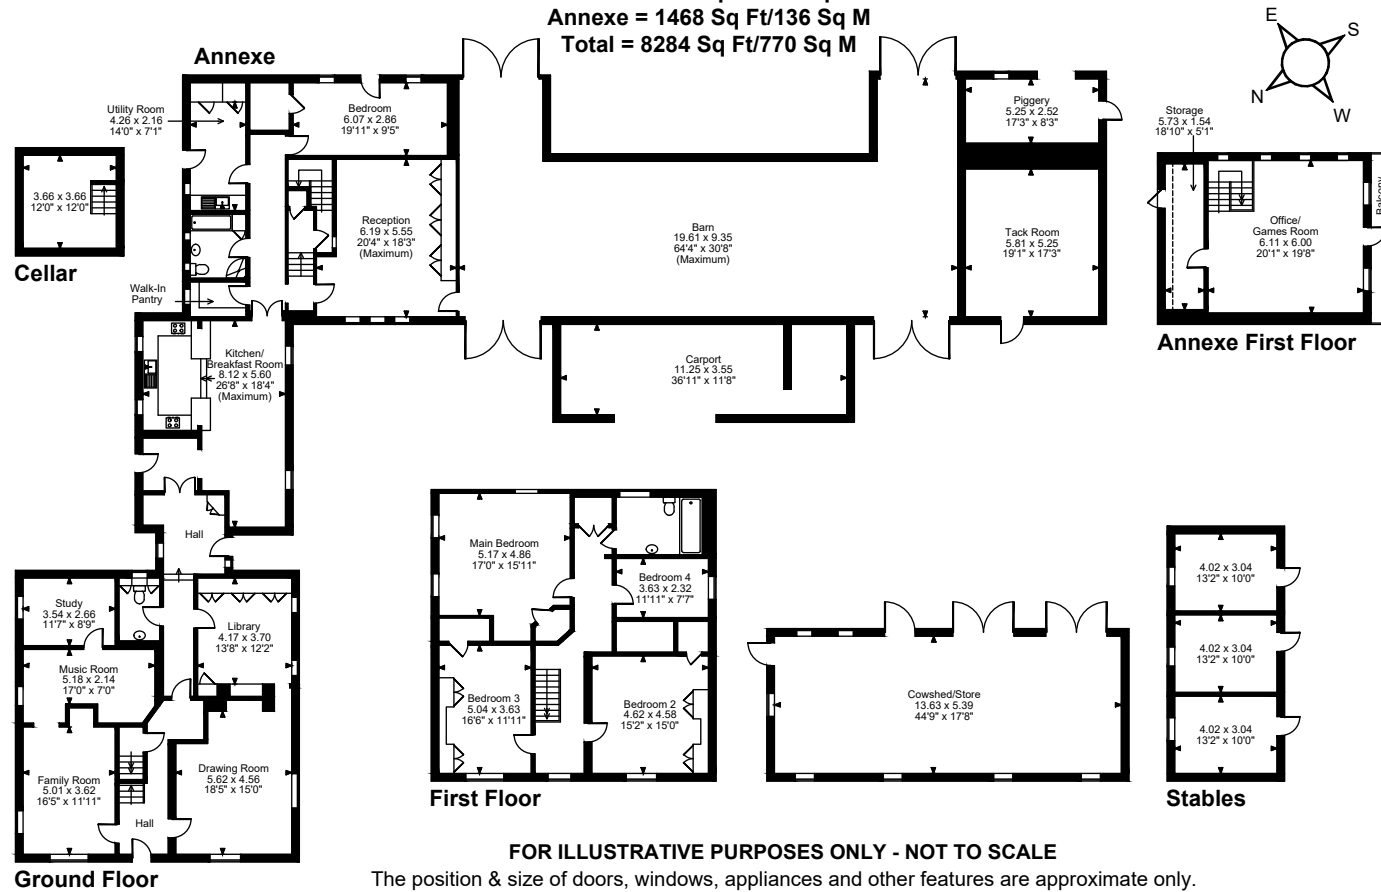 Annexe = 1468 Sq Ft/136 Sq M
Total = 8284 Sq Ft/770 Sq M
Annexe
Utility Room
4.26 x 2.16
14'0" x 7'1"
Bedroom
6.07 x 2.86
19'11" x 9'5"
Piggery
5.25 x 2.52
17'3" x 8'3"
E
S
N
W
Storage
5.73 x 1.54
18'10" x 5'1"
3.66 x 3.66
12'0" x 12'0"
Cellar
Reception
6.19 x 5.55
20'4" x 18'3"
(Maximum)
Barn
19.61 x 9.35
64'4" x 30'8"
(Maximum)
Tack Room
5.81 x 5.25
19'1" x 17'3"
Office/
Games Room
6.11 x 6.00
20'1" x 19'8"
Balcony
Annexe First Floor
Walk-In
Pantry
Kitchen/
Breakfast Room
8.12 x 5.60
26'8" x 18'4"
(Maximum)
Carport
11.25 x 3.55
36'11" x 11'8"
Hall
Study
3.54 x 2.66
11'7" x 8'9"
Library
4.17 x 3.70
13'8" x 12'2"
Music Room
5.18 x 2.14
17'0" x 7'0"
Family Room
5.01 x 3.62
16'5" x 11'11"
Drawing Room
5.62 x 4.56
18'5" x 15'0"
Hall
Ground Floor
Main Bedroom
5.17 x 4.86
17'0" x 15'11"
Bedroom 4
3.63 x 2.32
11'11" x 7'7"
Bedroom 3
5.04 x 3.63
16'6" x 11'11"
Bedroom 2
4.62 x 4.58
15'2" x 15'0"
First Floor
Cowshed/Store
13.63 x 5.39
44'9" x 17'8"
4.02 x 3.04
13'2" x 10'0"
4.02 x 3.04
13'2" x 10'0"
4.02 x 3.04
13'2" x 10'0"
Stables
FOR ILLUSTRATIVE PURPOSES ONLY - NOT TO SCALE
The position & size of doors, windows, appliances and other features are approximate only.